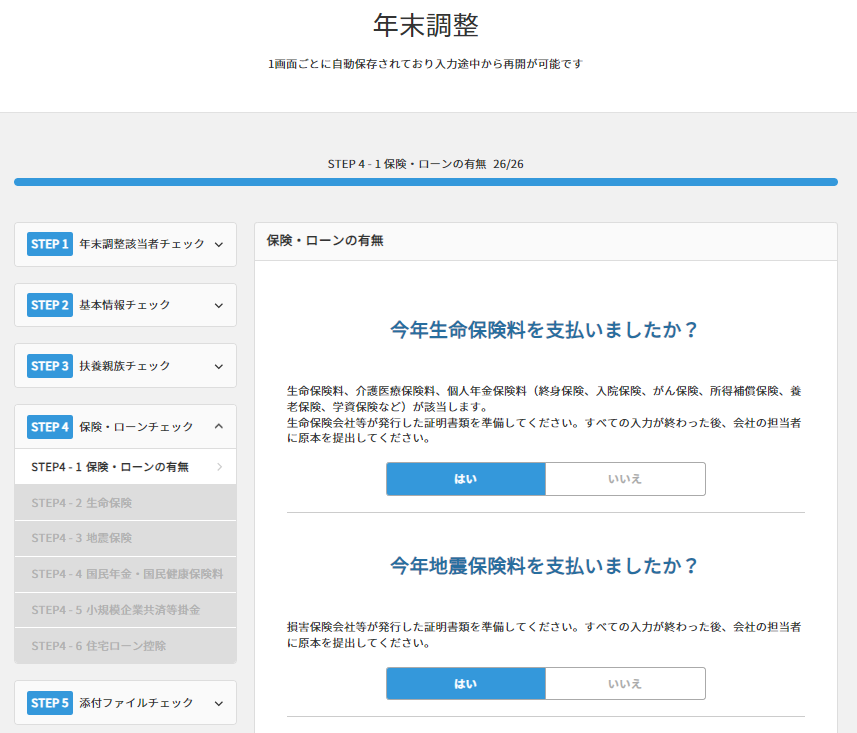 年末調整
1画面ごとに自動保存されており入力途中から再開が可能です
STEP 4 - 1 保険・ローンの有無 26/26
STEP 1 年末調整該当者チェック
STEP 2 基本情報チェック
STEP 3 扶養親族チェック
STEP 4 保険・ローンチェック
STEP4 - 1 保険・ローンの有無
STEP4 - 2 生命保険
STEP4 - 3 地震保険
STEP4 - 4 国民年金・国民健康保険料
STEP4 - 5 小規模企業共済等掛金
STEP4 - 6 住宅ローン控除
STEP 5 添付ファイルチェック
保険・ローンの有無
今年生命保険料を支払いましたか？
生命保険料、介護医療保険料、個人年金保険料（終身保険、入院保険、がん保険、所得補償保険、養
老保険、学資保険など）が該当します。
生命保険会社等が発行した証明書類を準備してください。すべての入力が終わった後、会社の担当者
に原本を提出してください。
はい いいえ
今年地震保険料を支払いましたか？
損害保険会社等が発行した証明書類を準備してください。すべての入力が終わった後、会社の担当者
に原本を提出してください。
はい いいえ